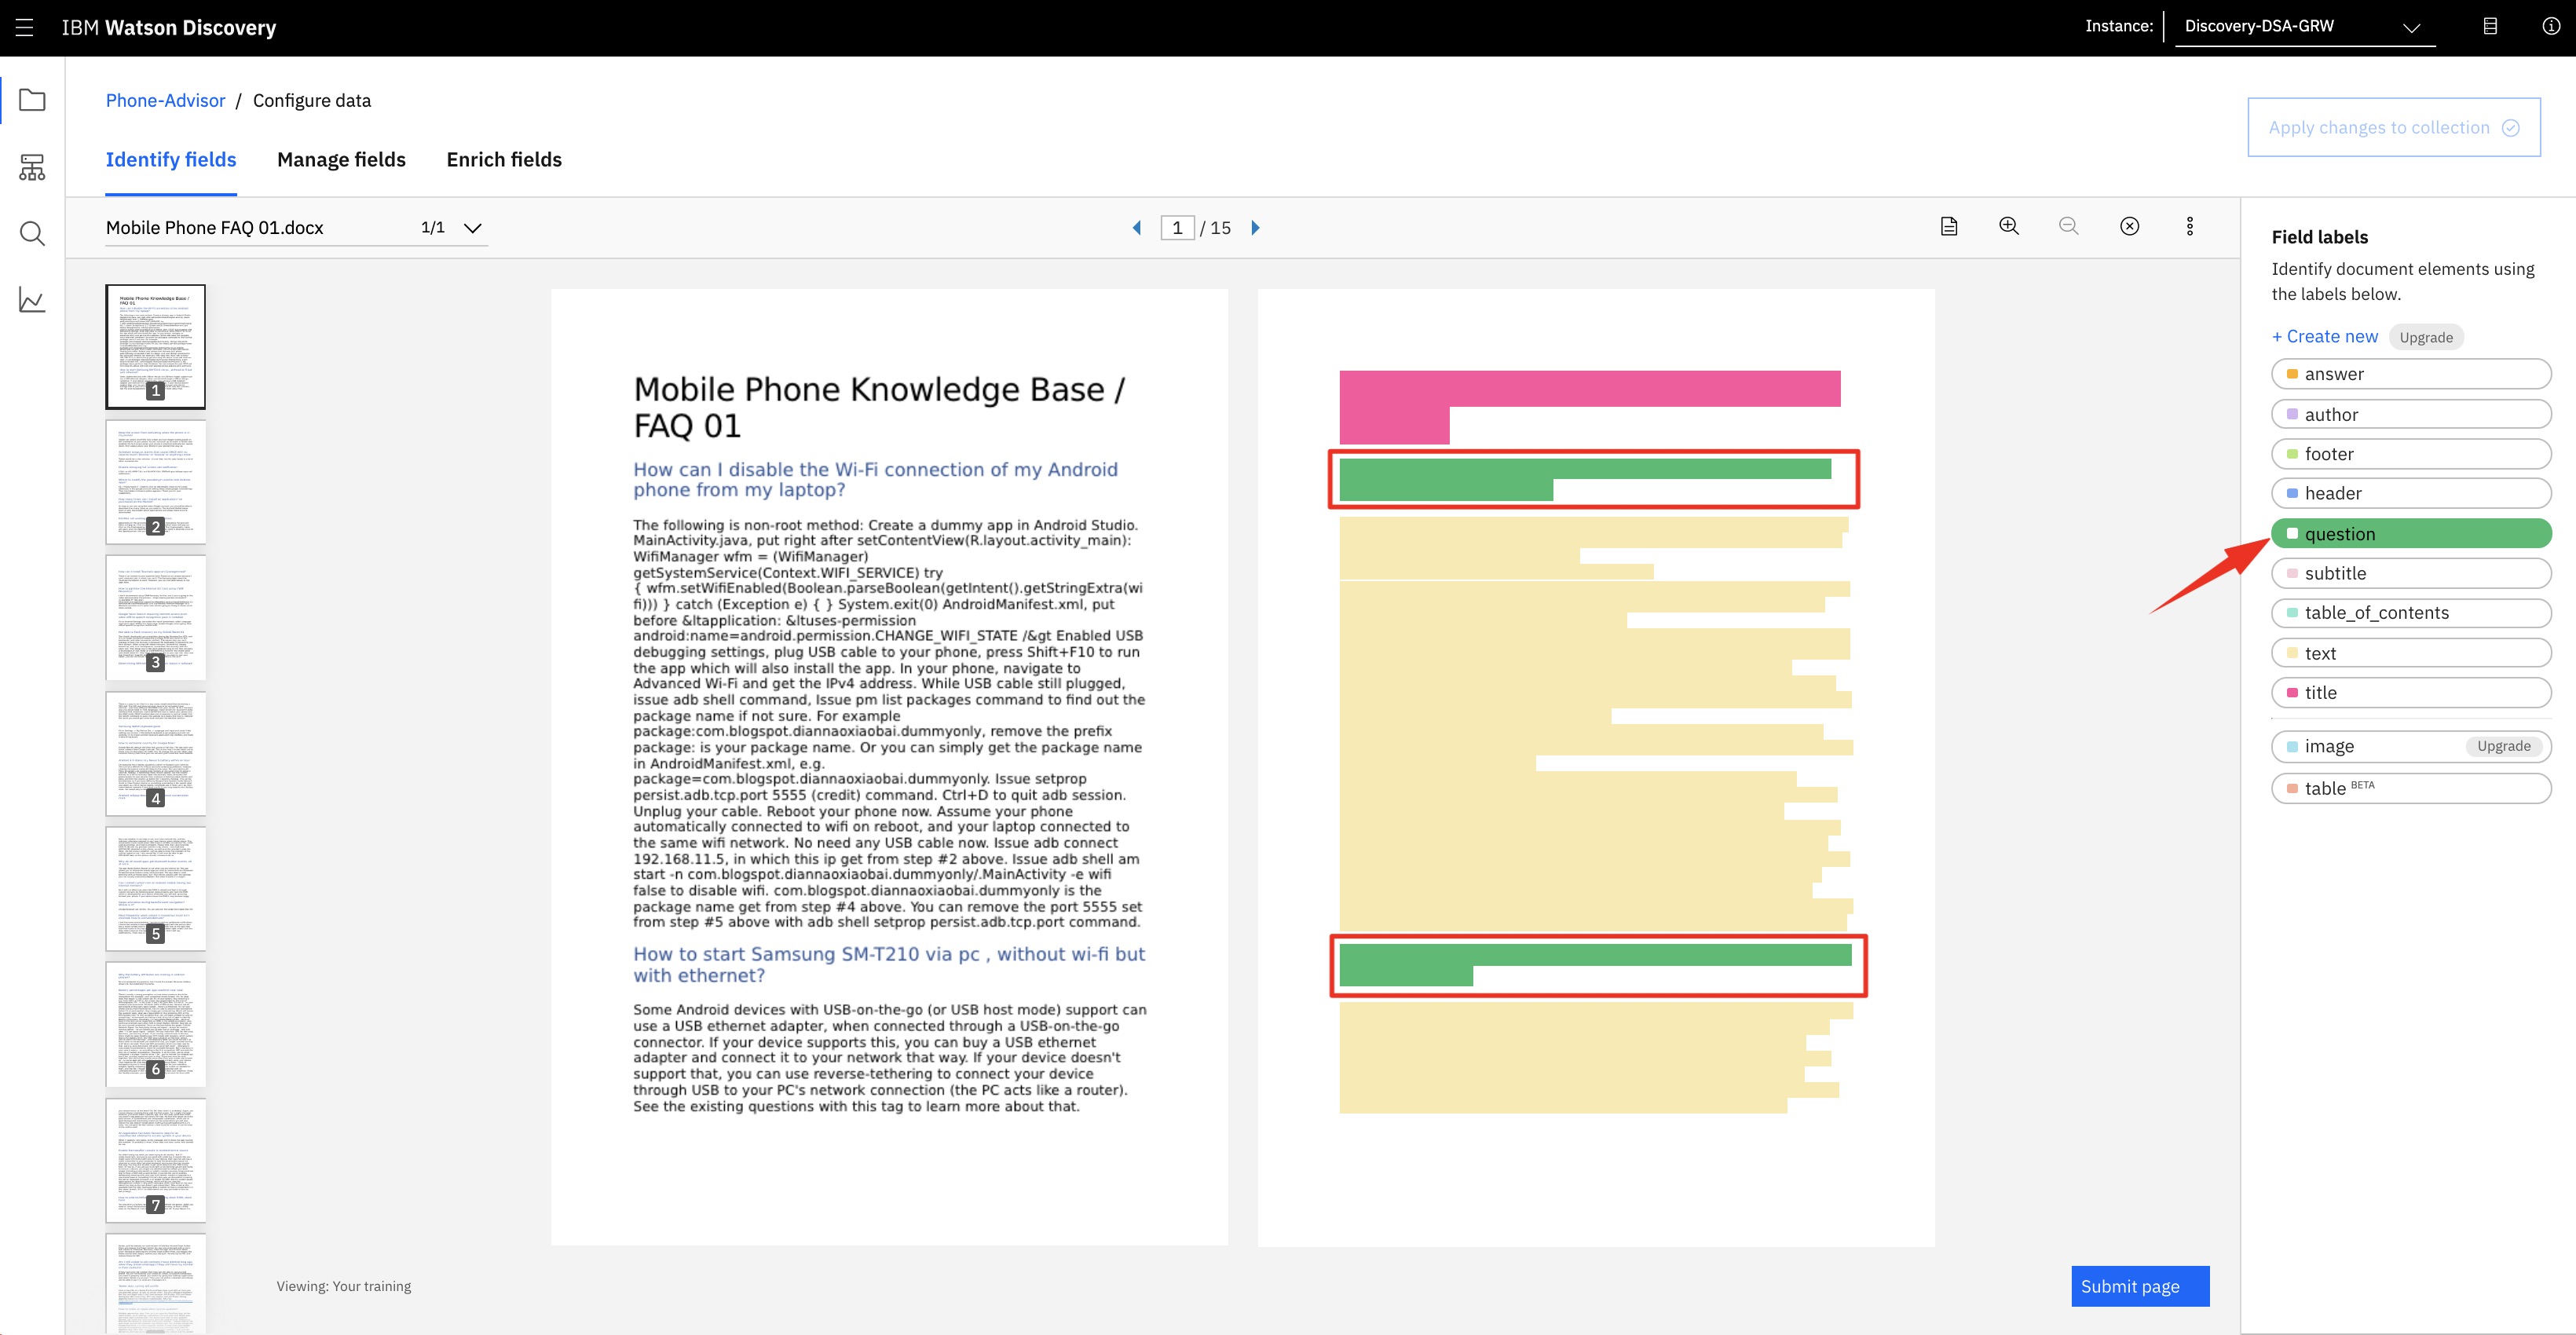 IBM Watson Discovery
Instance:
Discovery-DSA-GRW
Phone-Advisor / Configure data
Apply changes to collection
Identify fields
Manage fields
Enrich fields
Mobile Phone FAQ 01.docx
1/1
1 / 15
Mobile Phone Knowledge Base /
FAQ 01
1
2
3
4
5
6
7
Mobile Phone Knowledge Base /
FAQ 01
How can I disable the Wi-Fi connection of my Android
phone from my laptop?
The following is non-root method: Create a dummy app in Android Studio.
MainActivity.java, put right after setContentView(R.layout.activity_main):
WifiManager wfm = (WifiManager)
getSystemService(Context.WIFI_SERVICE) try
{ wfm.setWifiEnabled(Boolean.parseBoolean(getIntent().getStringExtra(wi
fi))) } catch (Exception e) { } System.exit(0) AndroidManifest.xml, put
before &ltapplication: &ltuses-permission
android:name=android.permission.CHANGE_WIFI_STATE /&gt Enabled USB
debugging settings, plug USB cable to your phone, press Shift+F10 to run
the app which will also install the app. In your phone, navigate to
Advanced Wi-Fi and get the IPv4 address. While USB cable still plugged,
issue adb shell command, Issue pm list packages command to find out the
package name if not sure. For example
package:com.blogspot.diannaoxiaobai.dummyonly, remove the prefix
package: is your package name. Or you can simply get the package name
in AndroidManifest.xml, e.g.
package=com.blogspot.diannaoxiaobai.dummyonly. Issue setprop
persist.adb.tcp.port 5555 (credit) command. Ctrl+D to quit adb session.
Unplug your cable. Reboot your phone now. Assume your phone
automatically connected to wifi on reboot, and your laptop connected to
the same wifi network. No need any USB cable now. Issue adb connect
192.168.11.5, in which this ip get from step #2 above. Issue adb shell am
start -n com.blogspot.diannaoxiaobai.dummyonly/.MainActivity -e wifi
false to disable wifi. com.blogspot.diannaoxiaobai.dummyonly is the
package name get from step #4 above. You can remove the port 5555 set
from step #5 above with adb shell setprop persist.adb.tcp.port command.
How to start Samsung SM-T210 via pc , without wi-fi but
with ethernet?
Some Android devices with USB-on-the-go (or USB host mode) support can
use a USB ethernet adapter, when connected through a USB-on-the-go
connector. If your device supports this, you can buy a USB ethernet
adapter and connect it to your network that way. If your device doesn't
support that, you can use reverse-tethering to connect your device
through USB to your PC's network connection (the PC acts like a router).
See the existing questions with this tag to learn more about that.
Field labels
Identify document elements using
the labels below.
+ Create new
Upgrade
answer
author
footer
header
question
subtitle
table_of_contents
text
title
image
Upgrade
table BETA
Viewing: Your training
Submit page